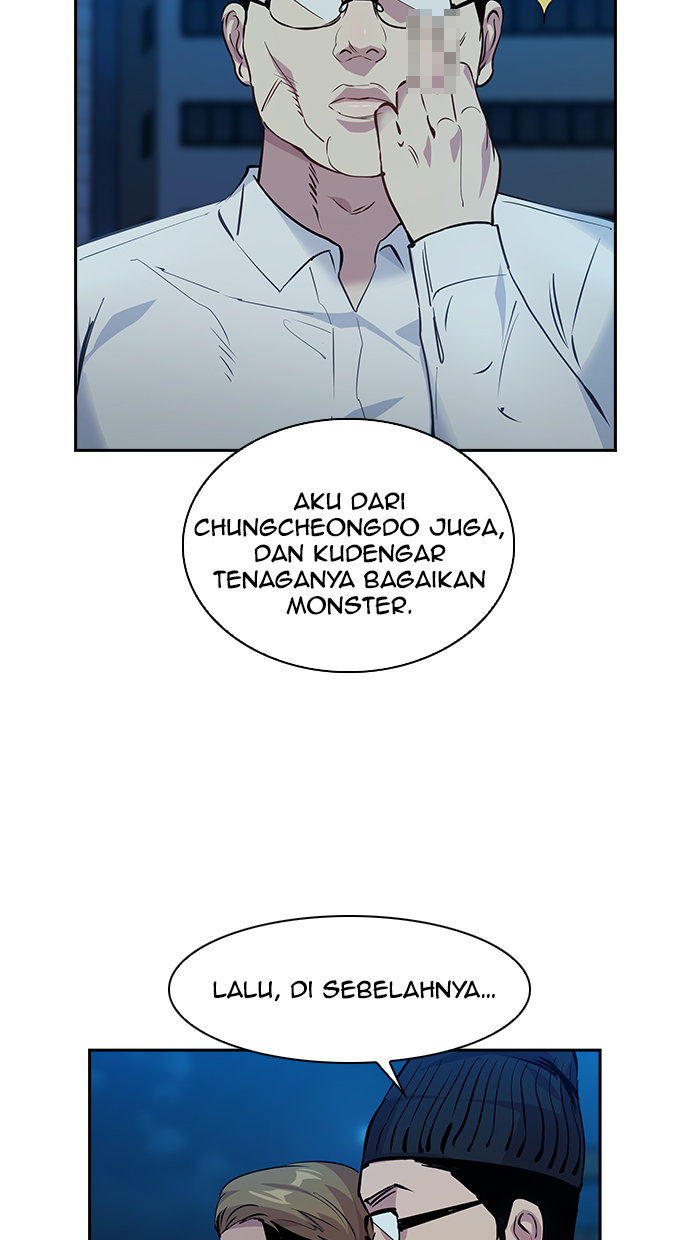 AKU DARI
CHUNGCHEONGDO JUGA,
DAN KUDENGAR
TENAGANYA BAGAIKAN
MONSTER.
LALU, DI SEBELAHNYA...